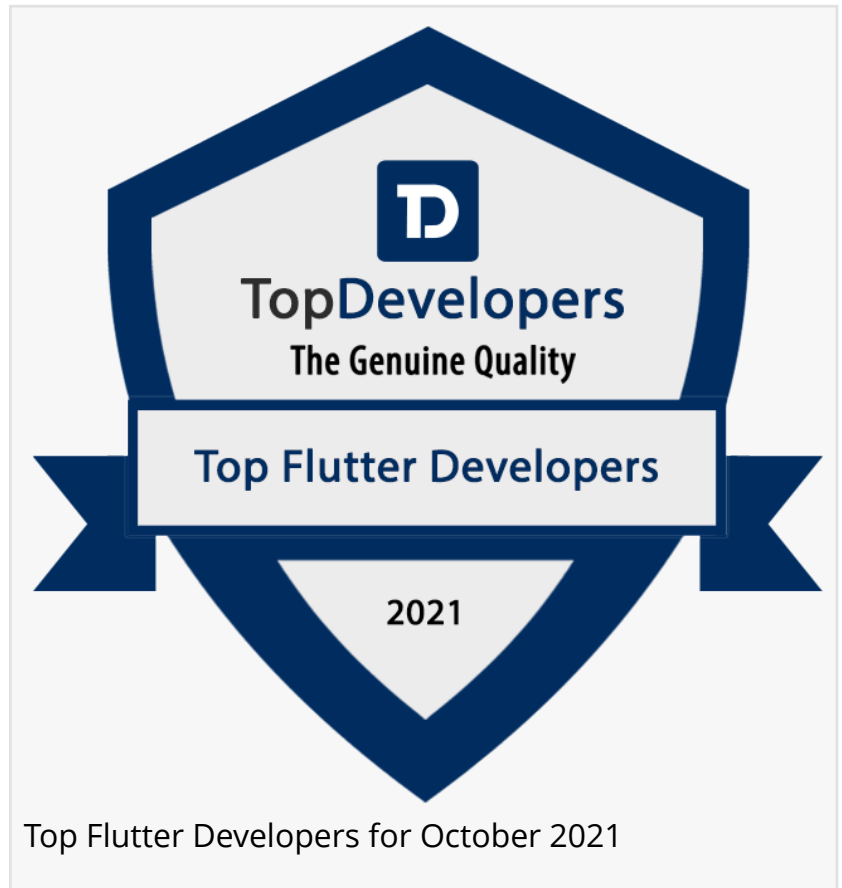 TD
TopDevelopers
The Genuine Quality
Top Flutter Developers
2021
Top Flutter Developers for October 2021